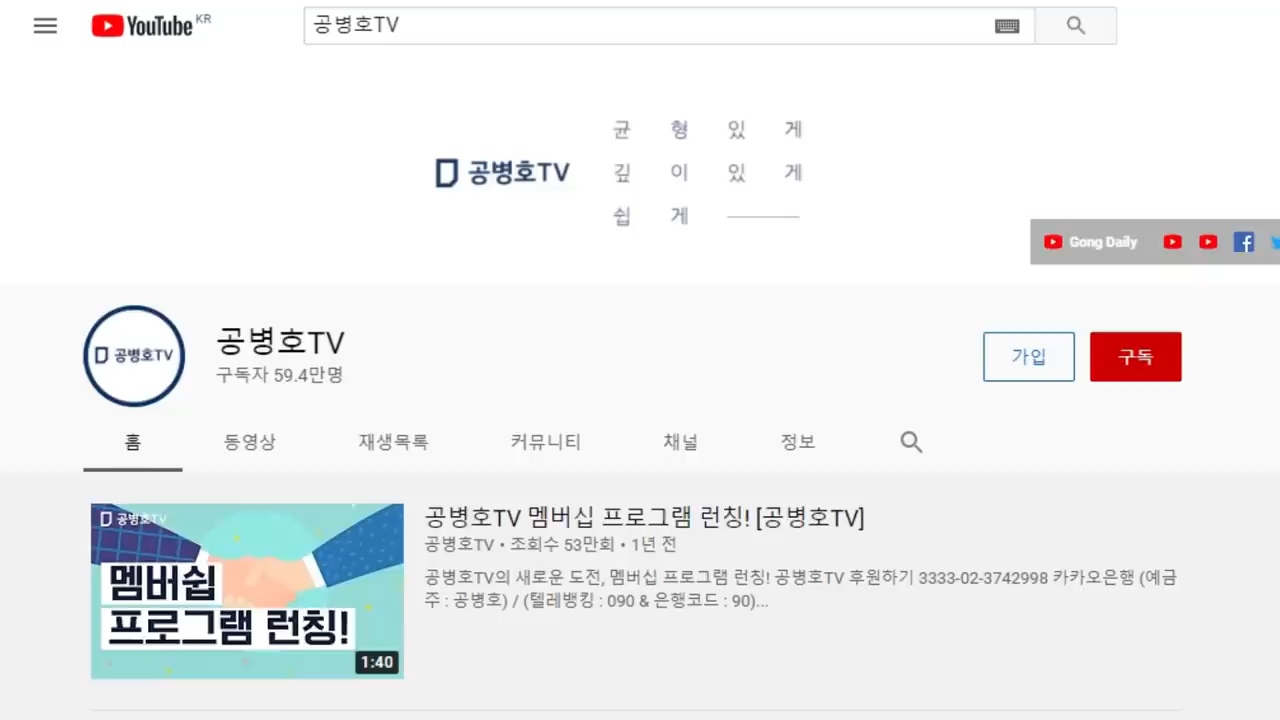 YouTube KR
공병호TV
균 형 있 게
공병호TV
깊 이 있 게
쉽 게
Gong Daily
공병호TV
공병호TV
구독자 59.4만명
가입
구독
홈 동영상 재생목록 커뮤니티 채널 정보
공병호TV
멤버쉽
프로그램 런칭!
1:40
공병호TV 멤버십 프로그램 런칭! [공병호TV]
공병호TV • 조회수 53만회 • 1년 전
공병호TV의 새로운 도전, 멤버십 프로그램 런칭! 공병호TV 후원하기 3333-02-3742998 카카오은행 (예금
주 : 공병호) / (텔레뱅킹 : 090 & 은행코드 : 90)...